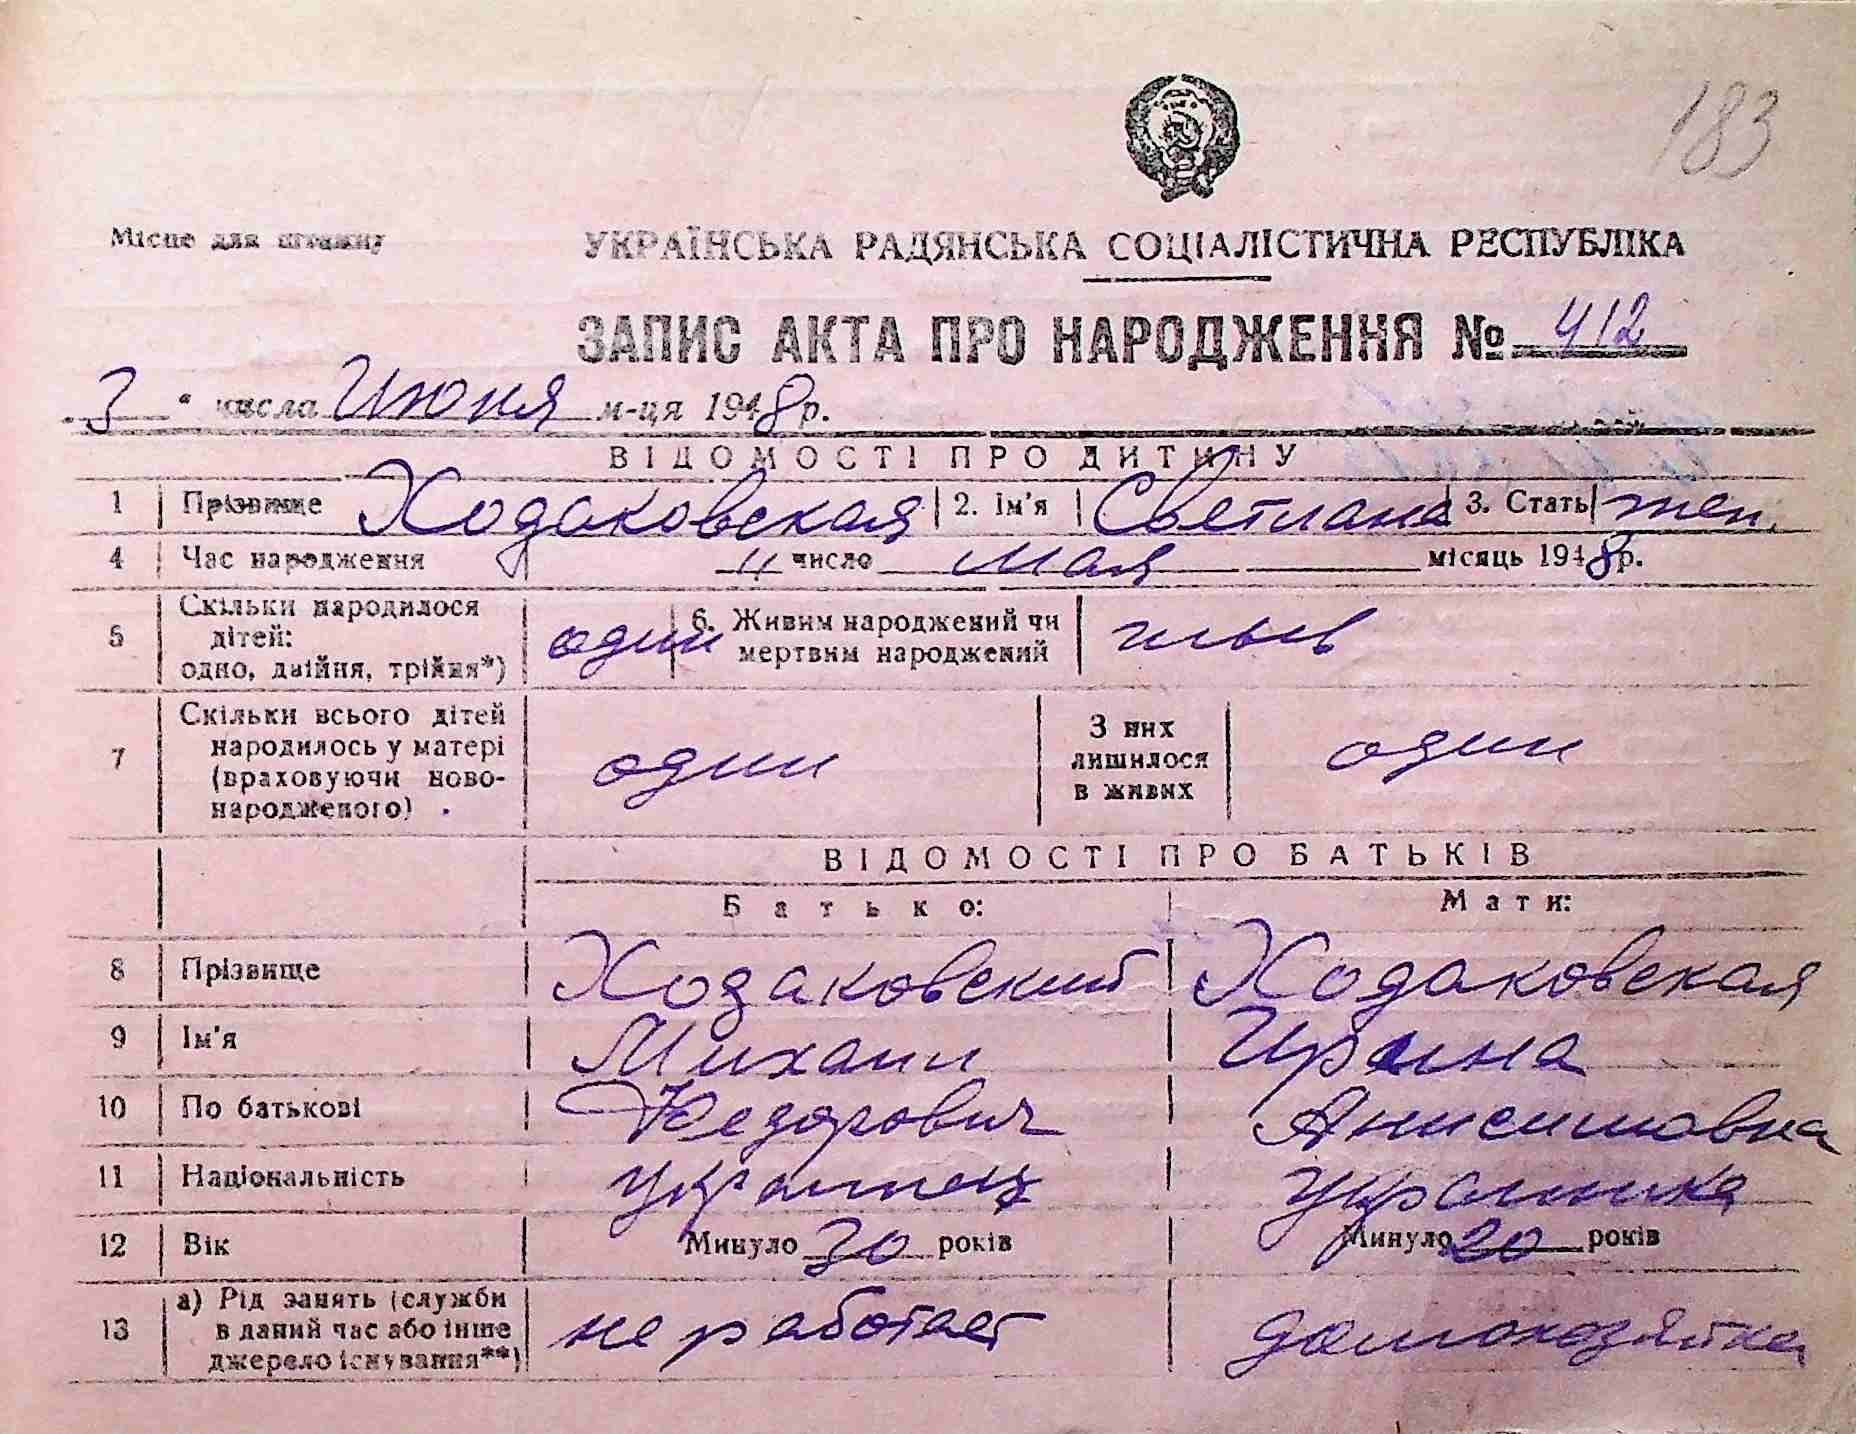 183
Місце для штампу
УКРАЇНСЬКА РАДЯНСЬКА СОЦІАЛІСТИЧНА РЕСПУБЛІКА
ЗАПИС АКТА ПРО НАРОДЖЕННЯ № 412
„3“ числа Июня м-ця 1948 р.
ВІДОМОСТІ ПРО ДИТИНУ
1 Прізвище Ходаковская 2. Ім'я Светлана 3. Стать жен.
4 Час народження 11 число мая місяць 1948 р.
5 Скільки народилося дітей: одно, двійня, трійня*) один 6. Живим народжений чи мертвим народжений
7 Скільки всього дітей народилось у матері (враховуючи новонародженого) один З них лишилося в живих один
ВІДОМОСТІ ПРО БАТЬКІВ
Батько: Мати:
8 Прізвище Ходаковский Ходаковская
9 Ім'я Михаил Ирина
10 По батькові Федорович Анисимовна
11 Національність украинец украинка
12 Вік Минуло 30 років Минуло 20 років
13 а) Рід занять (служби в даний час або інше джерело існування**) не работает домохозяйка